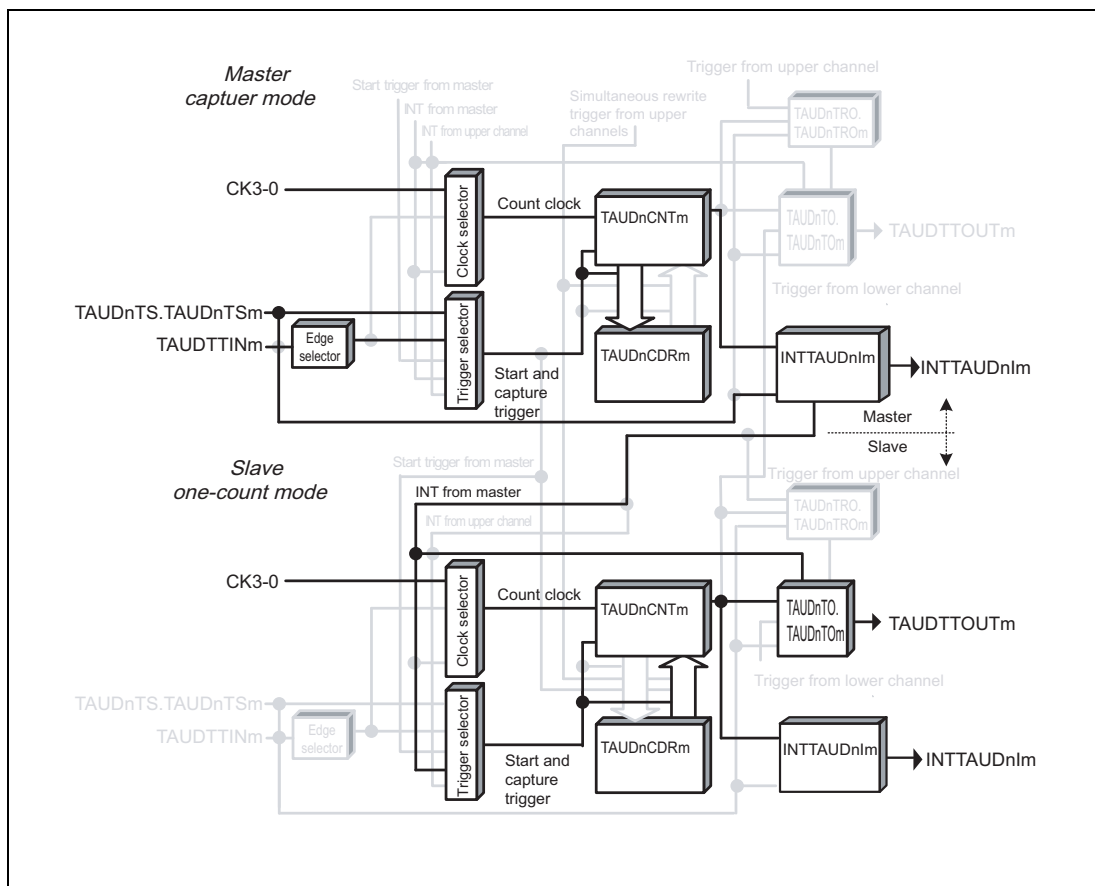 Master
captuer mode
Trigger from upper channel
Start trigger from master
INT from master
INT from upper channel
Simultaneous rewrite
trigger from upper
channels
TAUDnTRO.
TAUDnTROm
CK3-0
Clock selector
Count clock
TAUDnCNTm
TAUDnTO.
TAUDnTOm
TAUDTTOUTm
Trigger from lower channel
TAUDnTS.TAUDnTSm
TAUDTTINm
Edge
selector
Trigger selector
Start and
capture
trigger
TAUDnCDRm
INTTAUDnIm
INTTAUDnIm
Master
Slave
Slave
one-count mode
Start trigger from master
INT from master
INT from upper channel
Trigger from upper channel
TAUDnTRO.
TAUDnTROm
CK3-0
Clock selector
Count clock
TAUDnCNTm
TAUDnTO.
TAUDnTOm
TAUDTTOUTm
Trigger from lower channel
TAUDnTS.TAUDnTSm
TAUDTTINm
Edge
selector
Trigger selector
Start and
capture
trigger
TAUDnCDRm
INTTAUDnIm
INTTAUDnIm